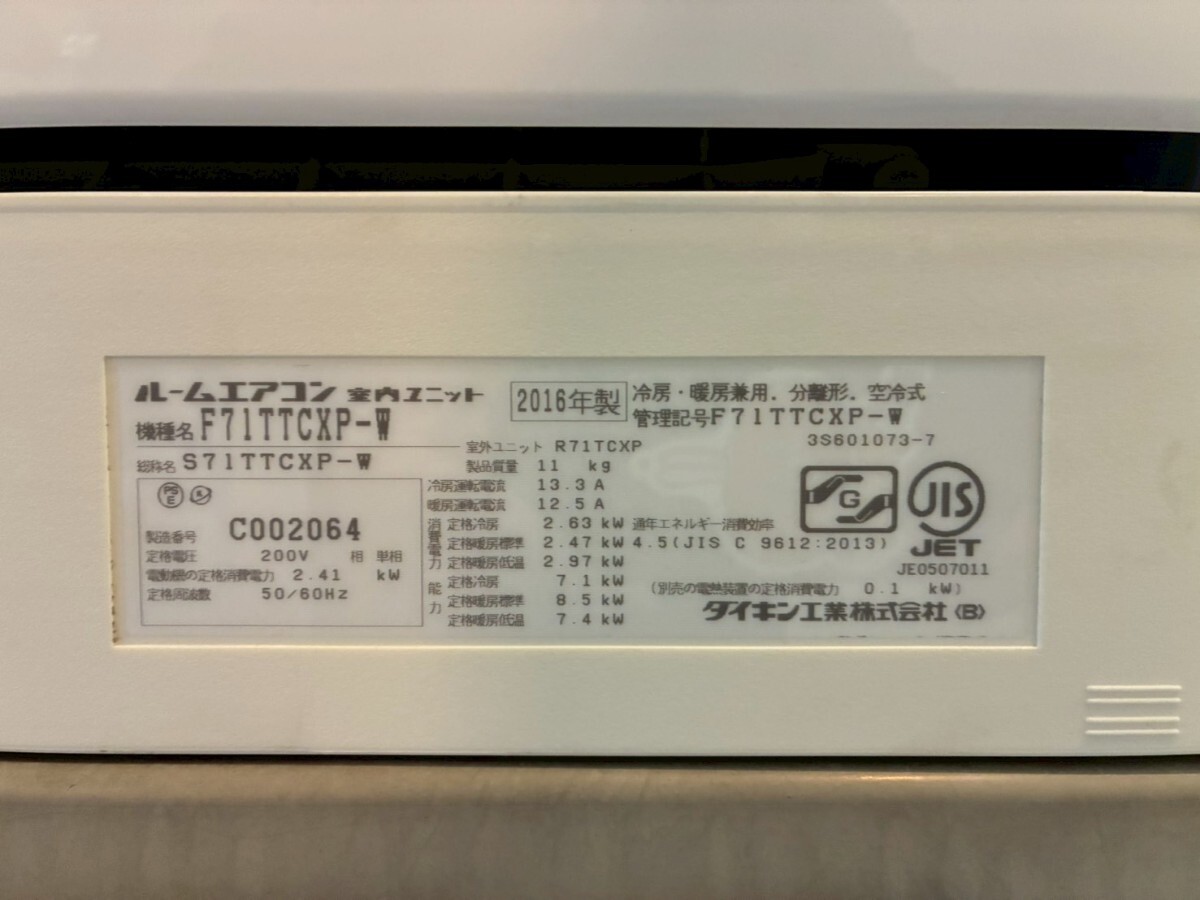 ルームエアコン 室内ユニット
機種名 F71TTCXP-W
総称名 S71TTCXP-W
2016年製
冷房・暖房兼用．分離形．空冷式
管理記号F71TTCXP-W
3S601073-7
室外ユニット R71TCXP
製品質量 11 kg
冷房運転電流 13.3 A
暖房運転電流 12.5 A
消費電力 定格冷房 2.63 kW
定格暖房標準 2.47 kW
定格暖房低温 2.97 kW
能力 定格冷房 7.1 kW
定格暖房標準 8.5 kW
定格暖房低温 7.4 kW
PS
E
製造番号 C002064
定格電圧 200V 相 単相
電動機の定格消費電力 2.41 kW
定格周波数 50/60Hz
通年エネルギー消費効率
4.5(JIS C 9612:2013)
G
JIS
JET
JE0507011
(別売の電熱装置の定格消費電力 0.1 kW)
ダイキン工業株式会社〈B〉